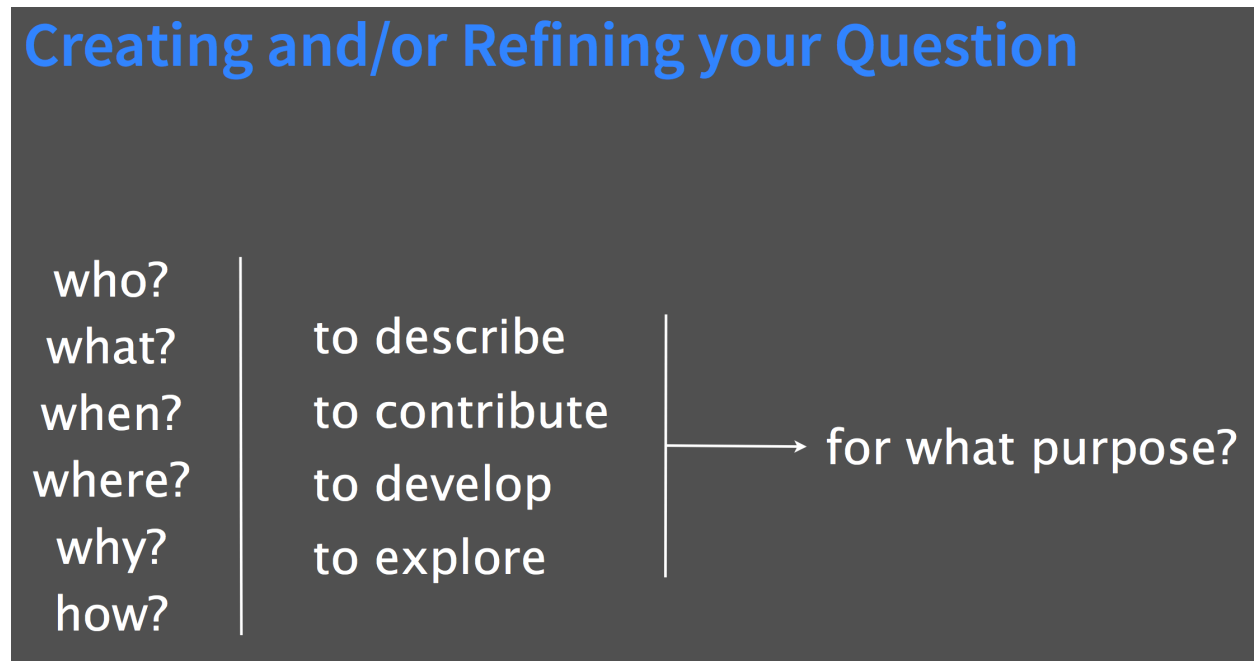 Creating and/or Refining your Question
who?
what?
when?
where?
why?
how?
to describe
to contribute
to develop
to explore
for what purpose?